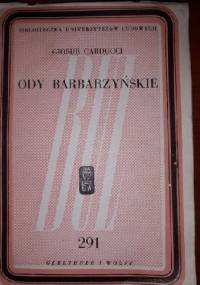 BIBLIOTECZKA UNIWERSYTETÓW LUDOWYCH
GIOSUE CARDUCCI
ODY BARBARZYŃSKIE
BUL
291
GEBETHNER I WOLFF